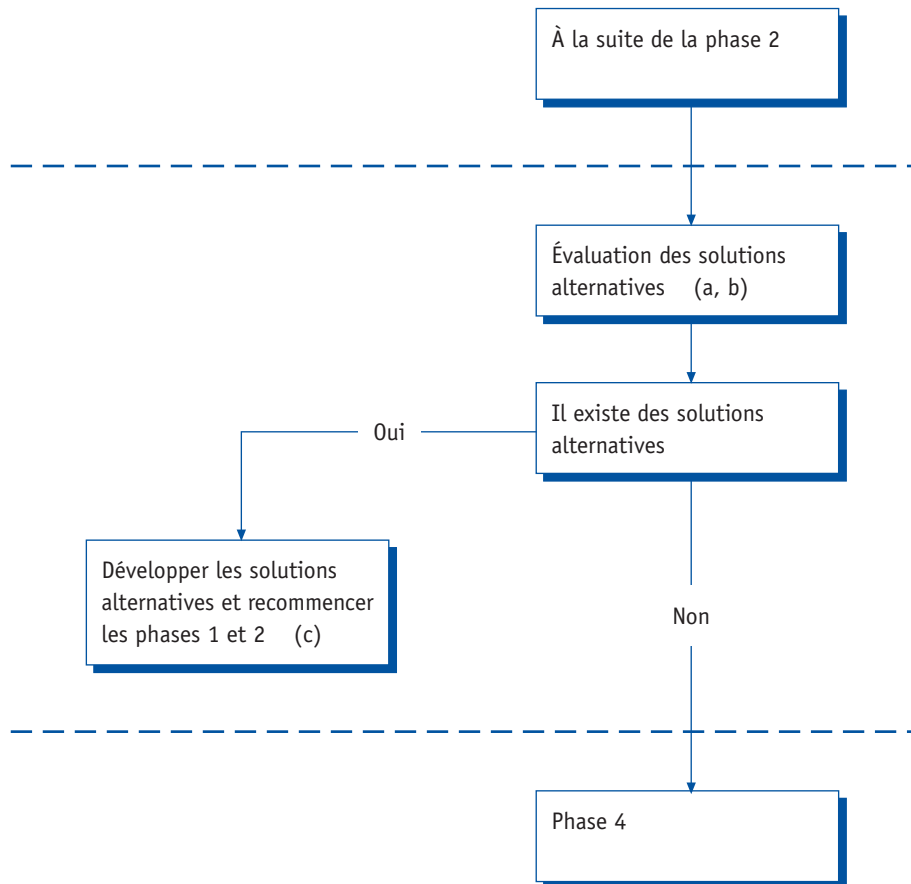 À la suite de la phase 2
Évaluation des solutions
alternatives (a, b)
Il existe des solutions
alternatives
Oui
Développer les solutions
alternatives et recommencer
les phases 1 et 2 (c)
Non
Phase 4